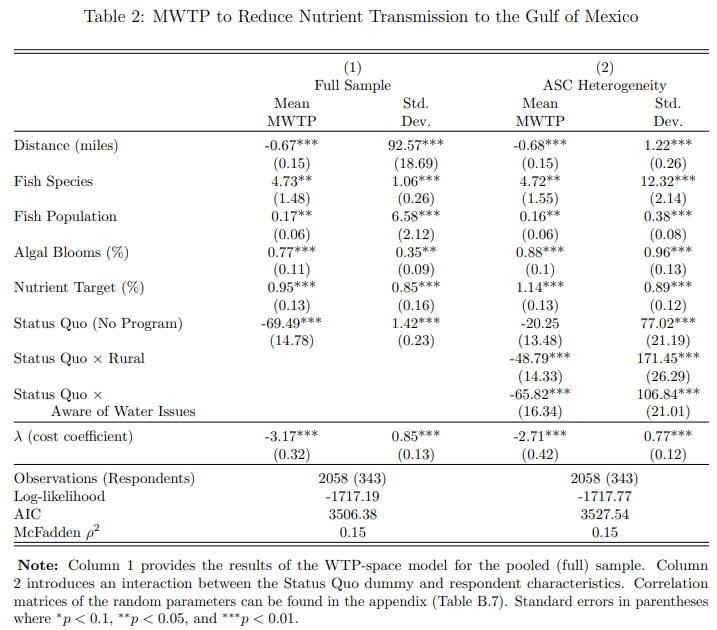 Table 2: MWTP to Reduce Nutrient Transmission to the Gulf of Mexico
(1) (2)
Full Sample ASC Heterogeneity
Mean Std. Mean Std.
MWTP Dev. MWTP Dev.
Distance (miles) -0.67*** 92.57*** -0.68*** 1.22***
(0.15) (18.69) (0.15) (0.26)
Fish Species 4.73** 1.06*** 4.72** 12.32***
(1.48) (0.26) (1.55) (2.14)
Fish Population 0.17** 6.58*** 0.16** 0.38***
(0.06) (2.12) (0.06) (0.08)
Algal Blooms (%) 0.77*** 0.35** 0.88*** 0.96***
(0.11) (0.09) (0.1) (0.13)
Nutrient Target (%) 0.95*** 0.85*** 1.14*** 0.89***
(0.13) (0.16) (0.13) (0.12)
Status Quo (No Program) -69.49*** 1.42*** -20.25 77.02***
(14.78) (0.23) (13.48) (21.19)
Status Quo × Rural -48.79*** 171.45***
(14.33) (26.29)
Status Quo × -65.82*** 106.84***
Aware of Water Issues (16.34) (21.01)
λ (cost coefficient) -3.17*** 0.85*** -2.71*** 0.77***
(0.32) (0.13) (0.42) (0.12)
Observations (Respondents) 2058 (343) 2058 (343)
Log-likelihood -1717.19 -1717.77
AIC 3506.38 3527.54
McFadden ρ² 0.15 0.15
Note: Column 1 provides the results of the WTP-space model for the pooled (full) sample. Column
2 introduces an interaction between the Status Quo dummy and respondent characteristics. Correlation
matrices of the random parameters can be found in the appendix (Table B.7). Standard errors in parentheses
where *p < 0.1, **p < 0.05, and ***p < 0.01.